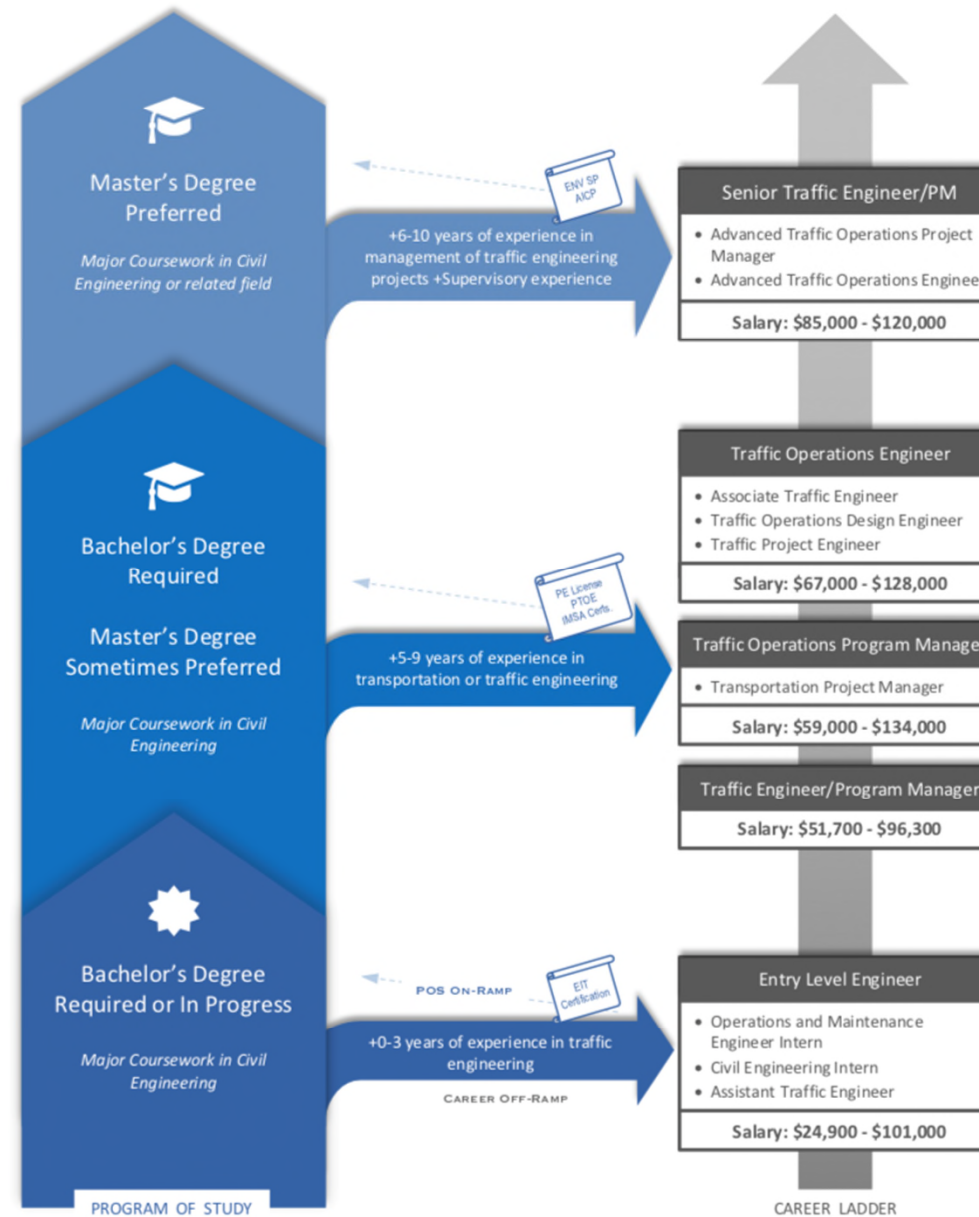 Master's Degree
Preferred
Major Coursework in Civil
Engineering or related field
ENV SP
AICP
+6-10 years of experience in
management of traffic engineering
projects +Supervisory experience
Senior Traffic Engineer/PM
• Advanced Traffic Operations Project
Manager
• Advanced Traffic Operations Enginee
Salary: $85,000 - $120,000
Bachelor's Degree
Required
Master's Degree
Sometimes Preferred
Major Coursework in Civil
Engineering
PE License
PTOE
IMSA Certs.
+5-9 years of experience in
transportation or traffic engineering
Traffic Operations Engineer
• Associate Traffic Engineer
• Traffic Operations Design Engineer
• Traffic Project Engineer
Salary: $67,000 - $128,000
Traffic Operations Program Manage
• Transportation Project Manager
Salary: $59,000 - $134,000
Traffic Engineer/Program Manager
Salary: $51,700 - $96,300
Bachelor's Degree
Required or In Progress
Major Coursework in Civil
Engineering
POS ON-RAMP
EIT
Certification
+0-3 years of experience in traffic
engineering
CAREER OFF-RAMP
Entry Level Engineer
• Operations and Maintenance
Engineer Intern
• Civil Engineering Intern
• Assistant Traffic Engineer
Salary: $24,900 - $101,000
PROGRAM OF STUDY
CAREER LADDER